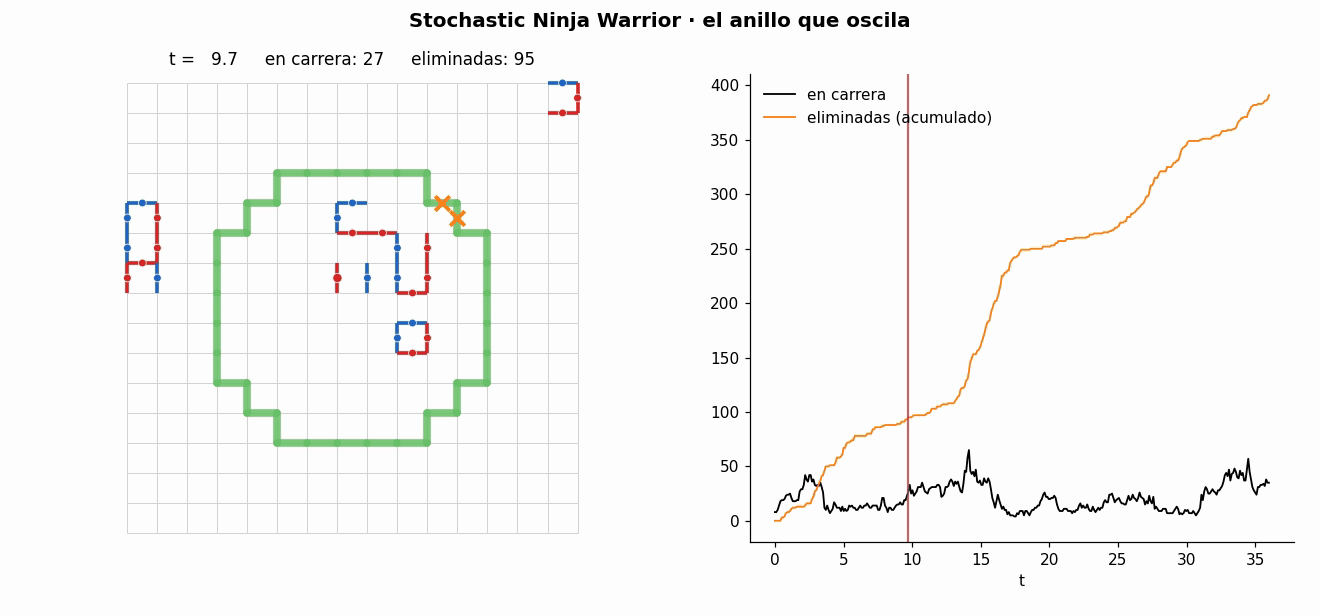 Stochastic Ninja Warrior · el anillo que oscila
t = 9.7 en carrera: 27 eliminadas: 95
en carrera
eliminadas (acumulado)
400
350
300
250
200
150
100
50
0
0 5 10 15 20 25 30 35
t